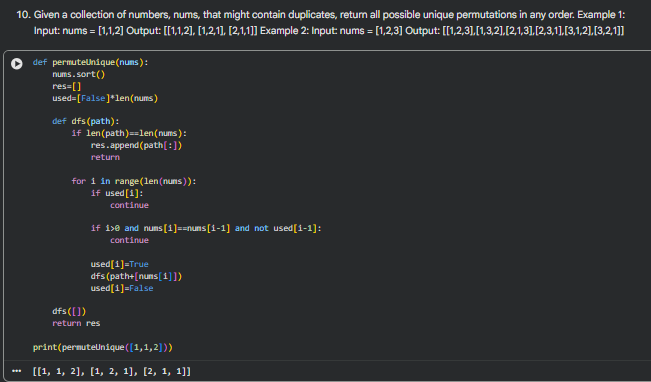 10. Given a collection of numbers, nums, that might contain duplicates, return all possible unique permutations in any order. Example 1:
Input: nums = [1,1,2] Output: [[1,1,2], [1,2,1], [2,1,1]] Example 2: Input: nums = [1,2,3] Output: [[1,2,3],[1,3,2],[2,1,3],[2,3,1],[3,1,2],[3,2,1]]
def permuteUnique(nums):
    nums.sort()
    res=[]
    used=[False]*len(nums)

    def dfs(path):
        if len(path)==len(nums):
            res.append(path[:])
            return

        for i in range(len(nums)):
            if used[i]:
                continue

            if i>0 and nums[i]==nums[i-1] and not used[i-1]:
                continue

            used[i]=True
            dfs(path+[nums[i]])
            used[i]=False

    dfs([])
    return res

print(permuteUnique([1,1,2]))
[[1, 1, 2], [1, 2, 1], [2, 1, 1]]